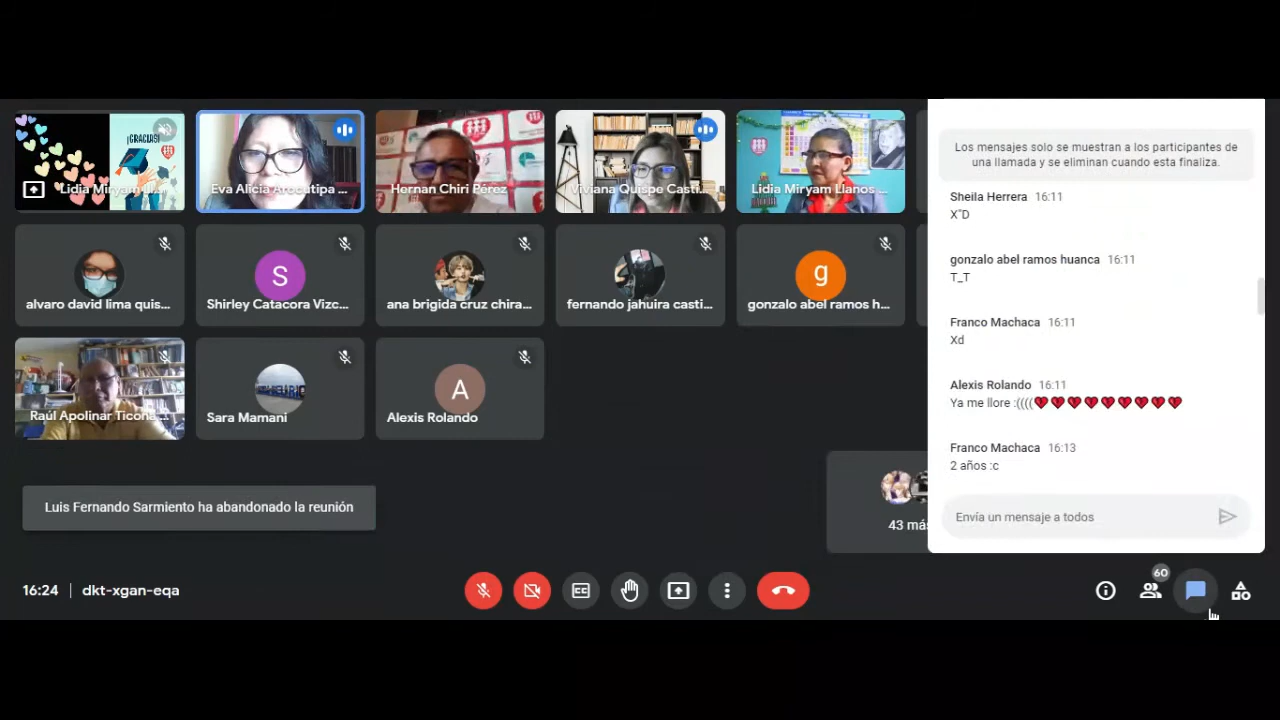 ¡GRACIAS!
Lidia Miryam
Eva Alicia Arocutipa ...
Hernan Chiri Pérez
Viviana Quispe Casti...
Lidia Miryam Llanos ...
alvaro david lima quis...
S
Shirley Catacora Vizc...
ana brigida cruz chira...
fernando jahuira casti...
g
gonzalo abel ramos h...
Raúl Apolinar Ticona ...
Sara Mamani
A
Alexis Rolando
Luis Fernando Sarmiento ha abandonado la reunión
43 más
Los mensajes solo se muestran a los participantes de
una llamada y se eliminan cuando esta finaliza.
Sheila Herrera 16:11
X"D
gonzalo abel ramos huanca 16:11
T_T
Franco Machaca 16:11
Xd
Alexis Rolando 16:11
Ya me llore :((((💔💔💔💔💔💔💔💔💔
Franco Machaca 16:13
2 años :c
Envía un mensaje a todos
16:24 | dkt-xgan-eqa
CC
60